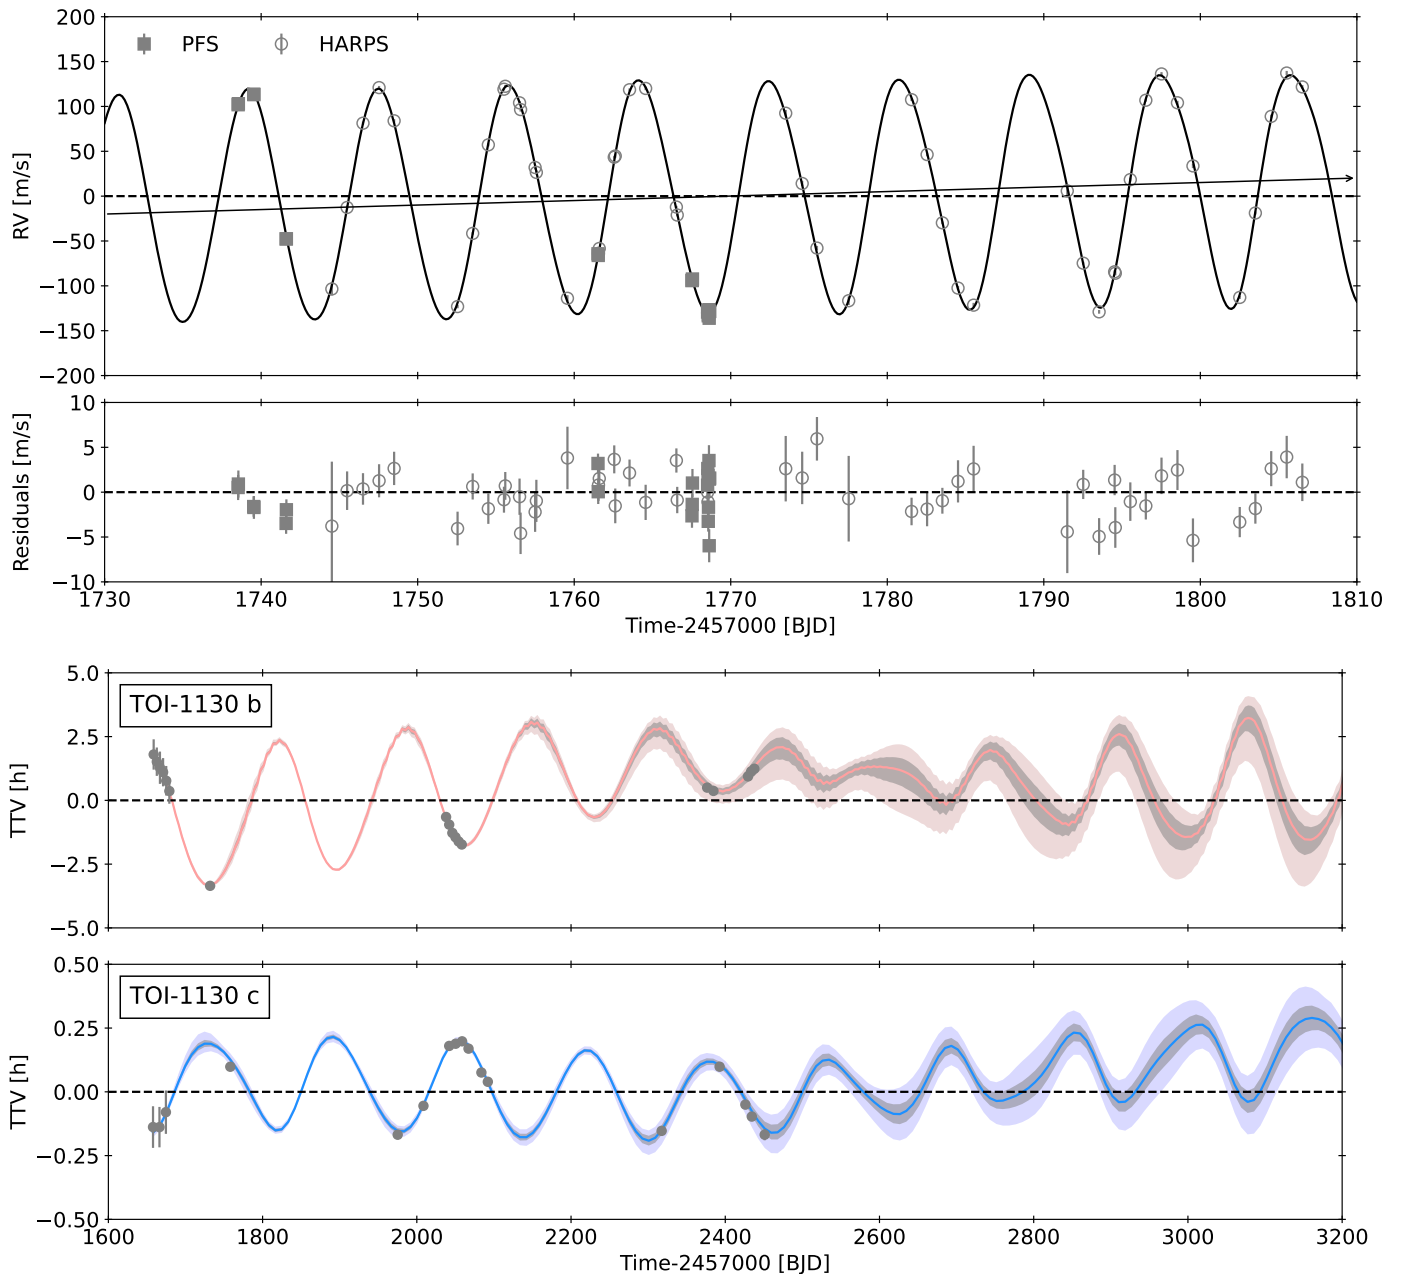 PFS HARPS
RV [m/s]
200
150
100
50
0
−50
−100
−150
−200
Residuals [m/s]
10
5
0
−5
−10
1730 1740 1750 1760 1770 1780 1790 1800 1810
Time-2457000 [BJD]
TOI-1130 b
TTV [h]
5.0
2.5
0.0
−2.5
−5.0
TOI-1130 c
TTV [h]
0.50
0.25
0.00
−0.25
−0.50
1600 1800 2000 2200 2400 2600 2800 3000 3200
Time-2457000 [BJD]